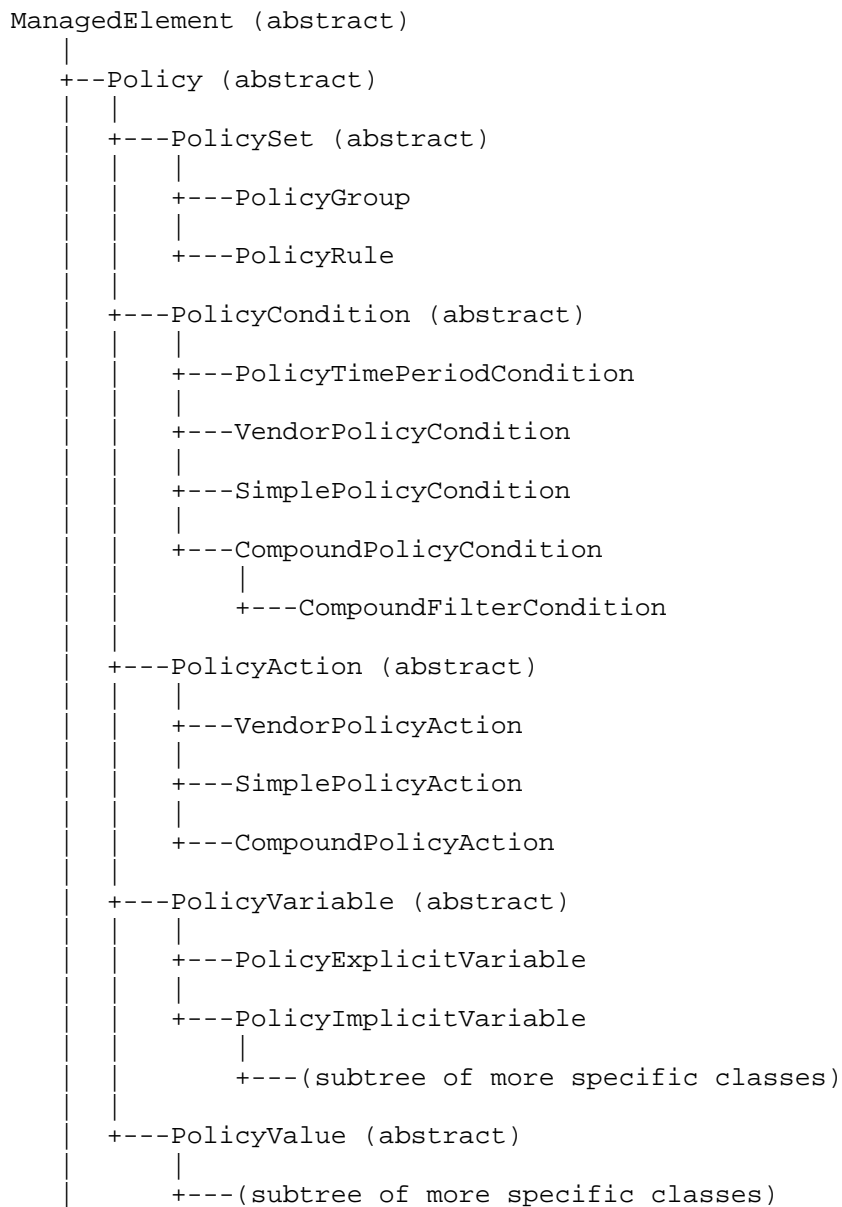 ManagedElement (abstract)
   |
   +--Policy (abstract)
   |  |
   |  +---PolicySet (abstract)
   |  |   |
   |  |   +---PolicyGroup
   |  |   |
   |  |   +---PolicyRule
   |  |
   |  +---PolicyCondition (abstract)
   |  |   |
   |  |   +---PolicyTimePeriodCondition
   |  |   |
   |  |   +---VendorPolicyCondition
   |  |   |
   |  |   +---SimplePolicyCondition
   |  |   |
   |  |   +---CompoundPolicyCondition
   |  |       |
   |  |       +---CompoundFilterCondition
   |  |
   |  +---PolicyAction (abstract)
   |  |   |
   |  |   +---VendorPolicyAction
   |  |   |
   |  |   +---SimplePolicyAction
   |  |   |
   |  |   +---CompoundPolicyAction
   |  |
   |  +---PolicyVariable (abstract)
   |  |   |
   |  |   +---PolicyExplicitVariable
   |  |   |
   |  |   +---PolicyImplicitVariable
   |  |       |
   |  |       +---(subtree of more specific classes)
   |  |
   |  +---PolicyValue (abstract)
   |      |
   |      +---(subtree of more specific classes)